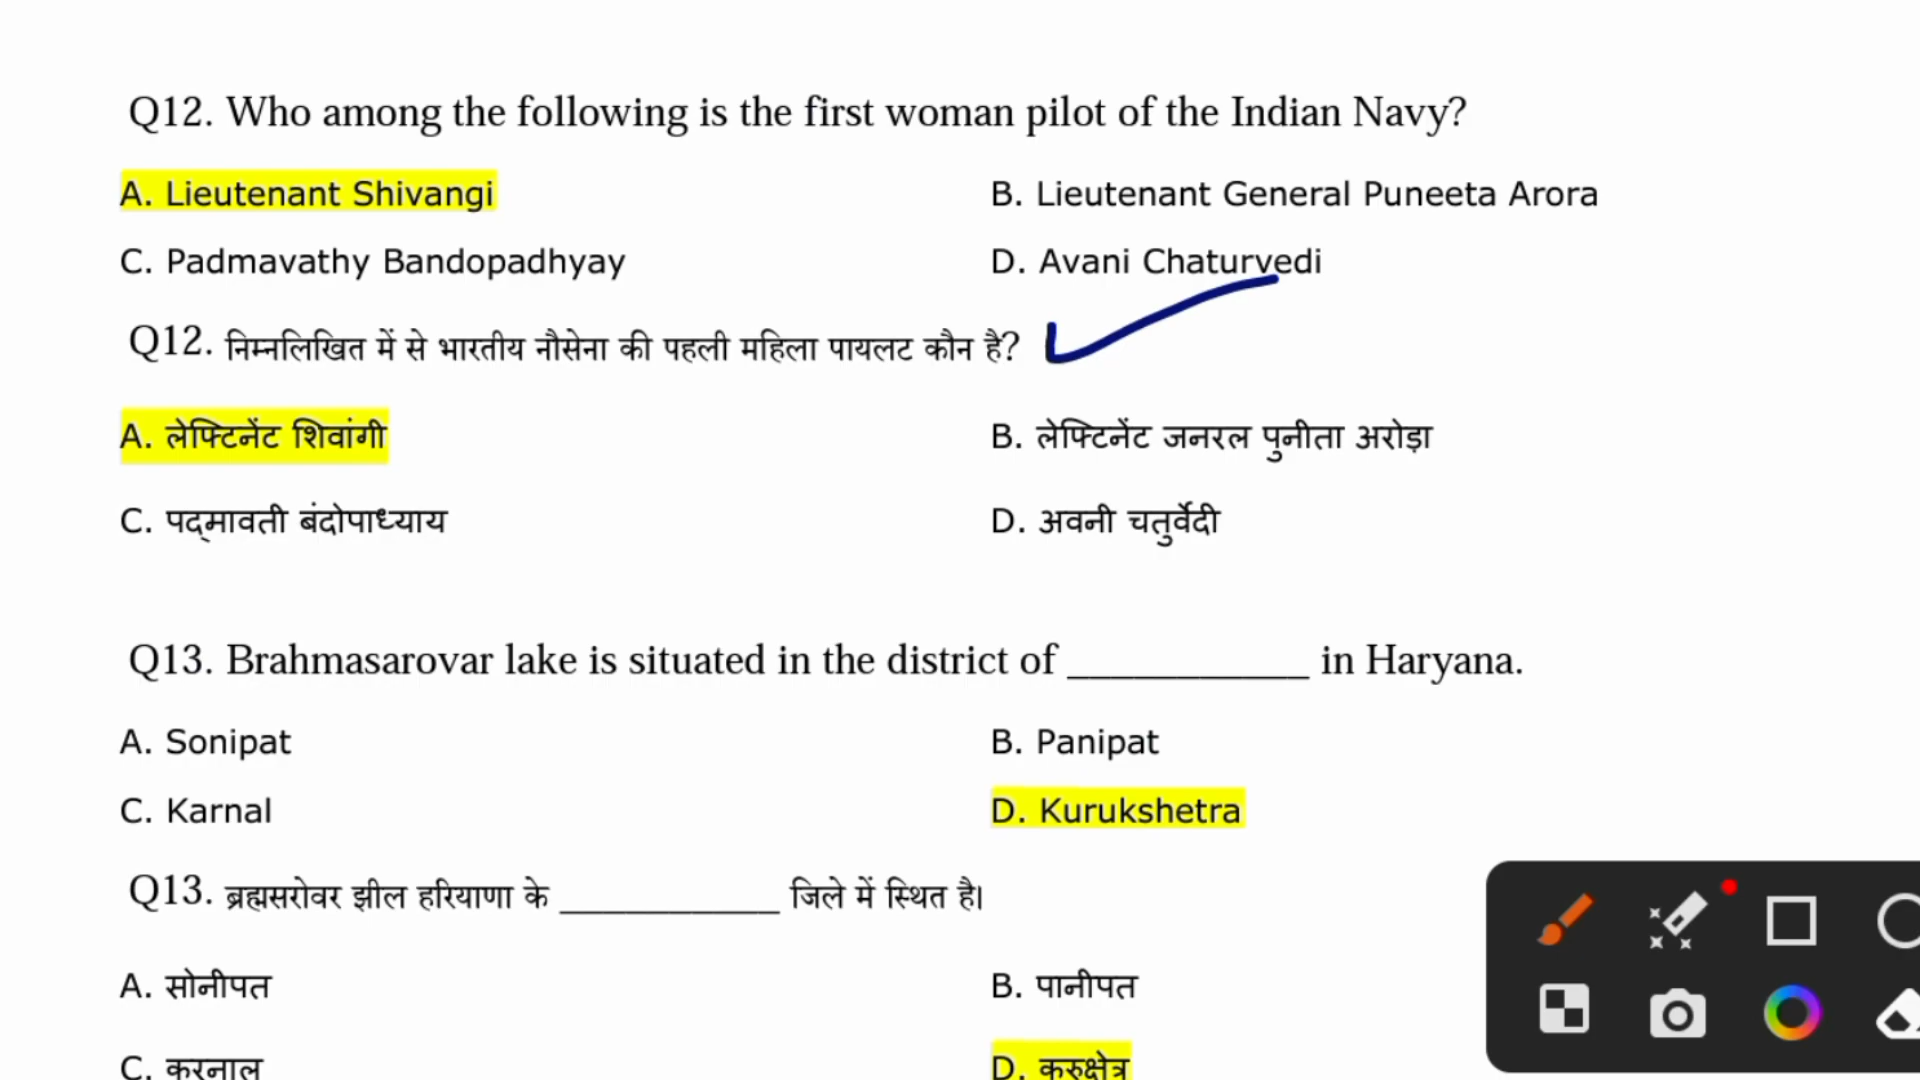 Q12. Who among the following is the first woman pilot of the Indian Navy?
A. Lieutenant Shivangi B. Lieutenant General Puneeta Arora
C. Padmavathy Bandopadhyay D. Avani Chaturvedi
Q12. निम्नलिखित में से भारतीय नौसेना की पहली महिला पायलट कौन है?
A. लेफ्टिनेंट शिवांगी B. लेफ्टिनेंट जनरल पुनीता अरोड़ा
C. पद्मावती बंदोपाध्याय D. अवनी चतुर्वेदी
Q13. Brahmasarovar lake is situated in the district of ___________ in Haryana.
A. Sonipat B. Panipat
C. Karnal D. Kurukshetra
Q13. ब्रह्मसरोवर झील हरियाणा के ___________ जिले में स्थित है।
A. सोनीपत B. पानीपत
C. करनाल D. कुरुक्षेत्र